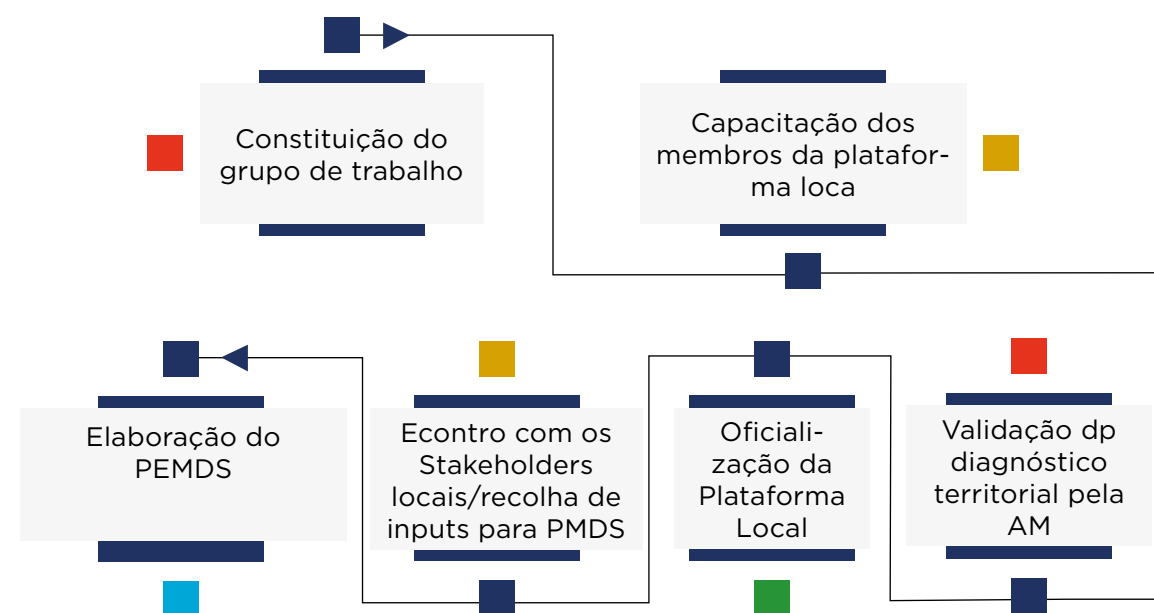 Constituição do
grupo de trabalho
Capacitação dos
membros da platafor-
ma loca
Elaboração do
PEMDS
Econtro com os
Stakeholders
locais/recolha de
inputs para PMDS
Oficiali-
zação da
Plataforma
Local
Validação dp
diagnóstico
territorial pela
AM